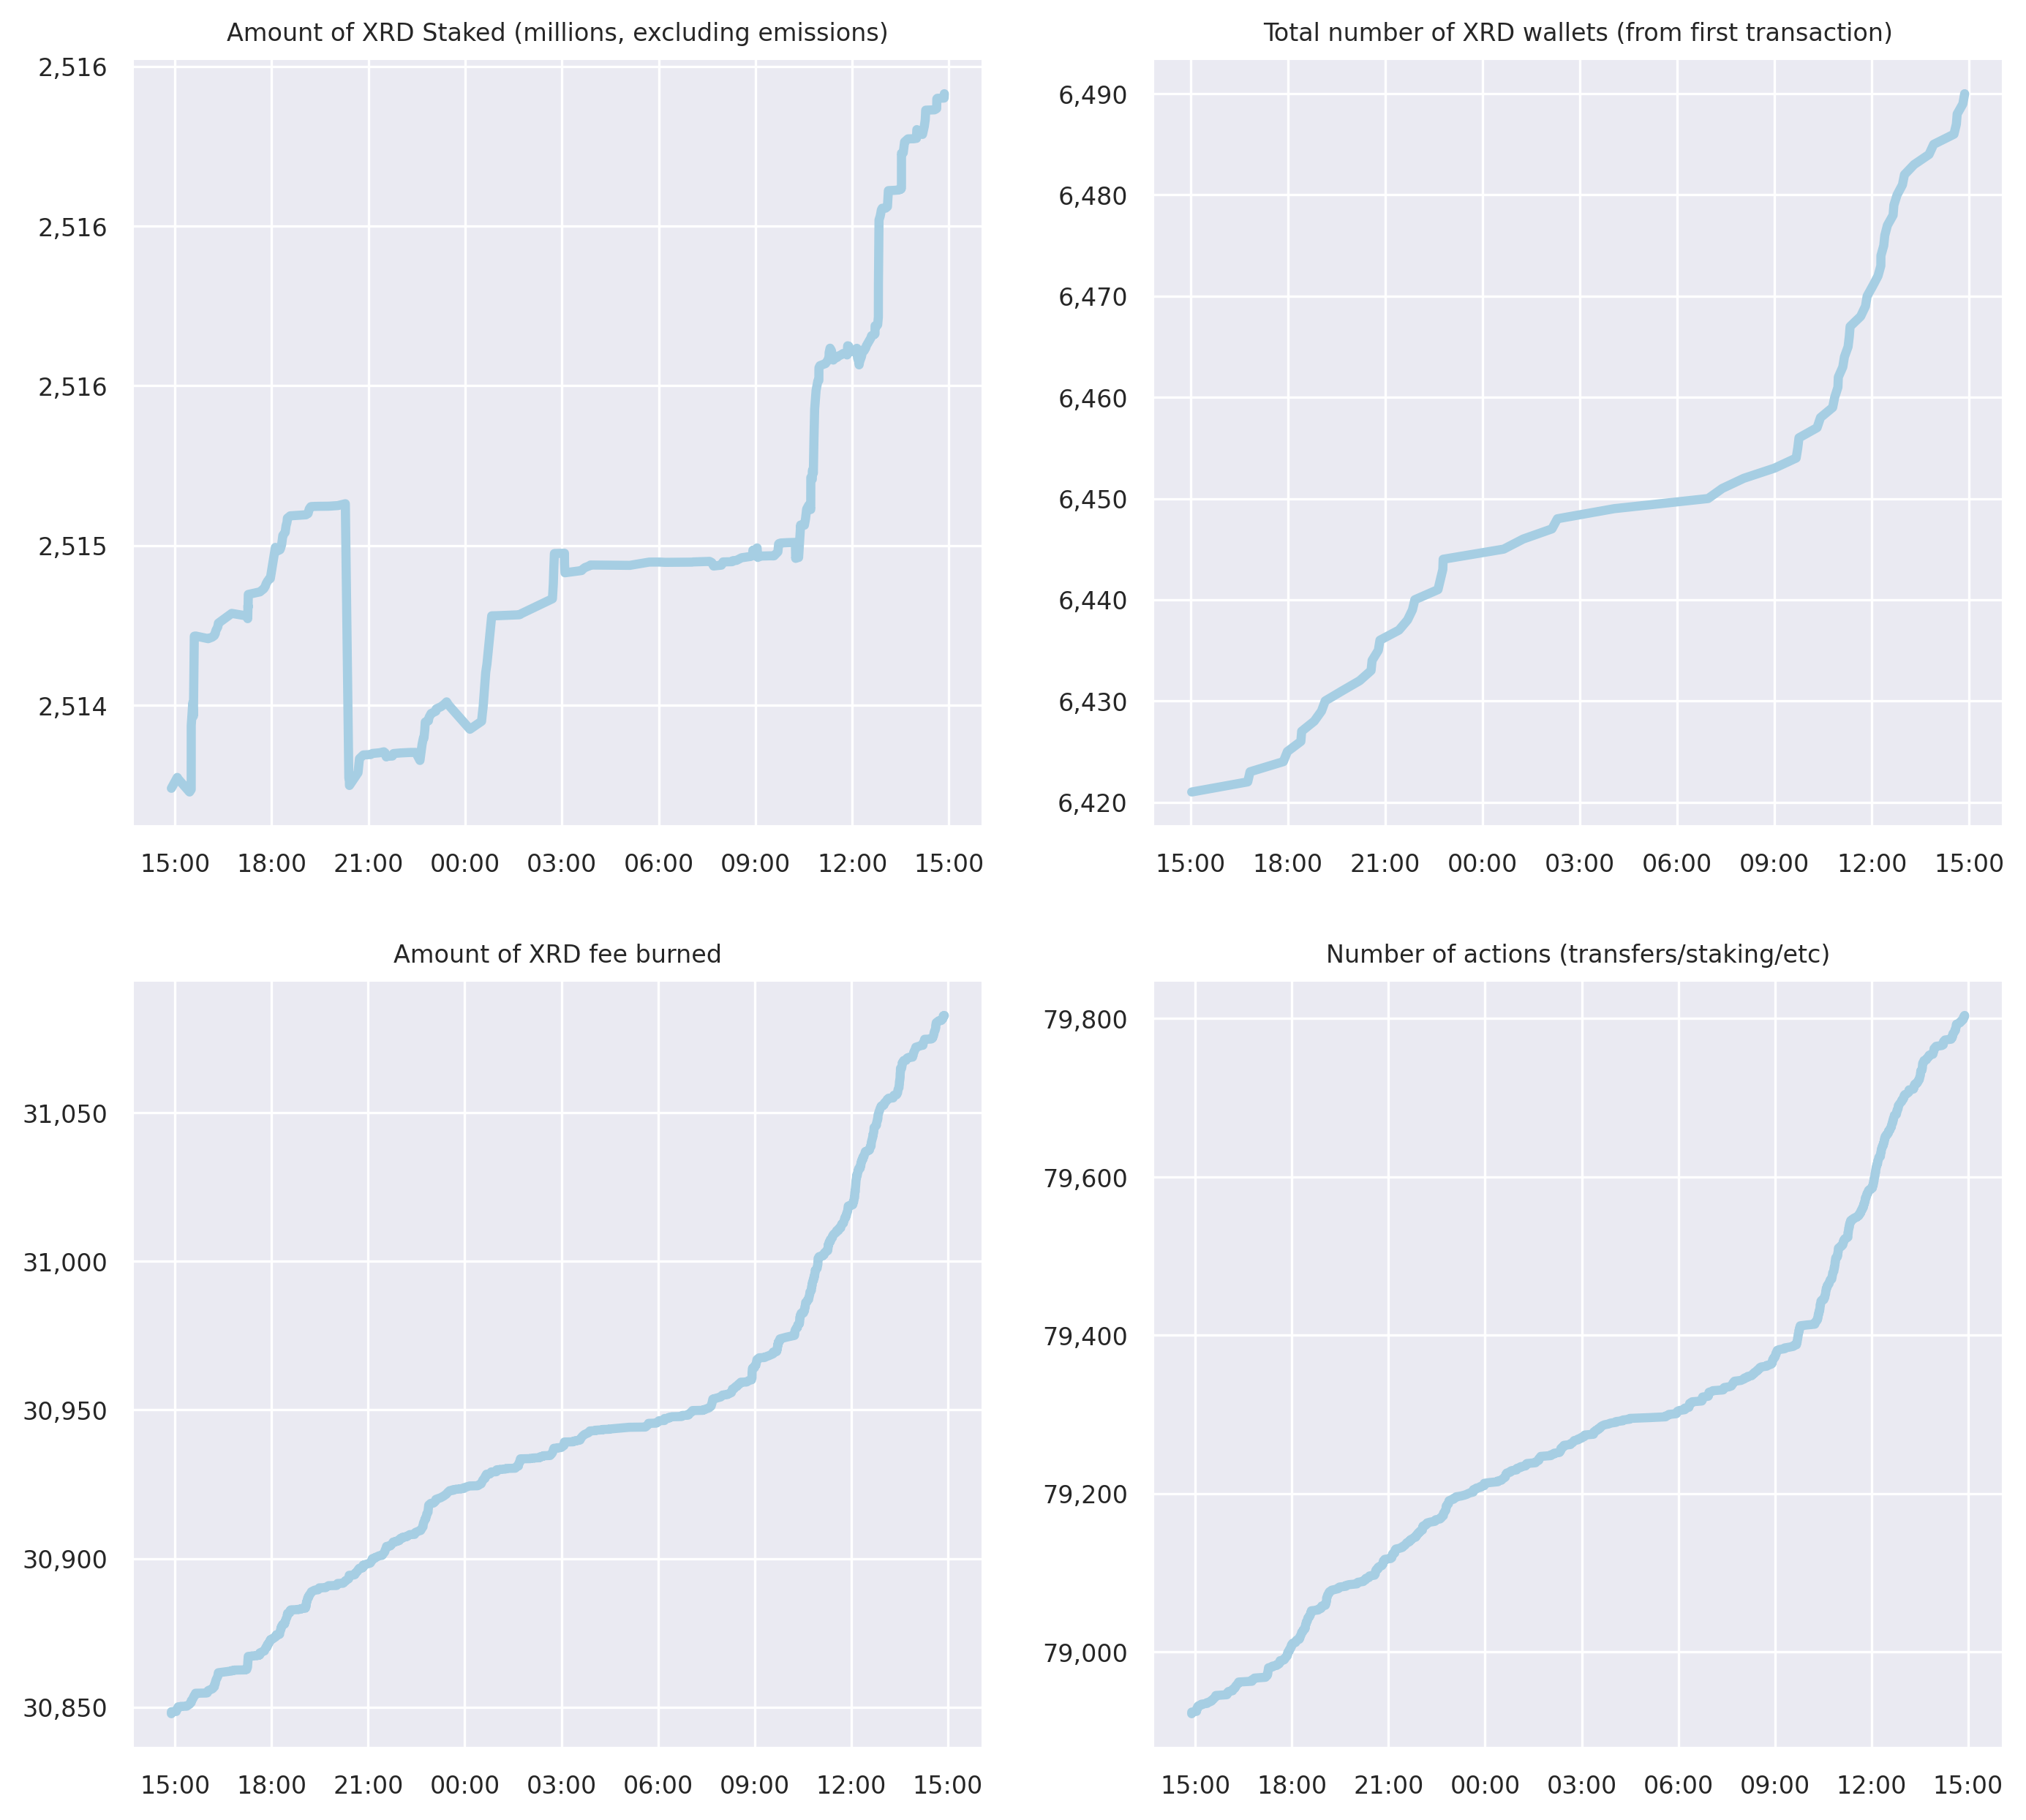 Amount of XRD Staked (millions, excluding emissions)
2,516
2,516
2,516
2,515
2,514
15:00 18:00 21:00 00:00 03:00 06:00 09:00 12:00 15:00
Total number of XRD wallets (from first transaction)
6,490
6,480
6,470
6,460
6,450
6,440
6,430
6,420
15:00 18:00 21:00 00:00 03:00 06:00 09:00 12:00 15:00
Amount of XRD fee burned
31,050
31,000
30,950
30,900
30,850
15:00 18:00 21:00 00:00 03:00 06:00 09:00 12:00 15:00
Number of actions (transfers/staking/etc)
79,800
79,600
79,400
79,200
79,000
15:00 18:00 21:00 00:00 03:00 06:00 09:00 12:00 15:00